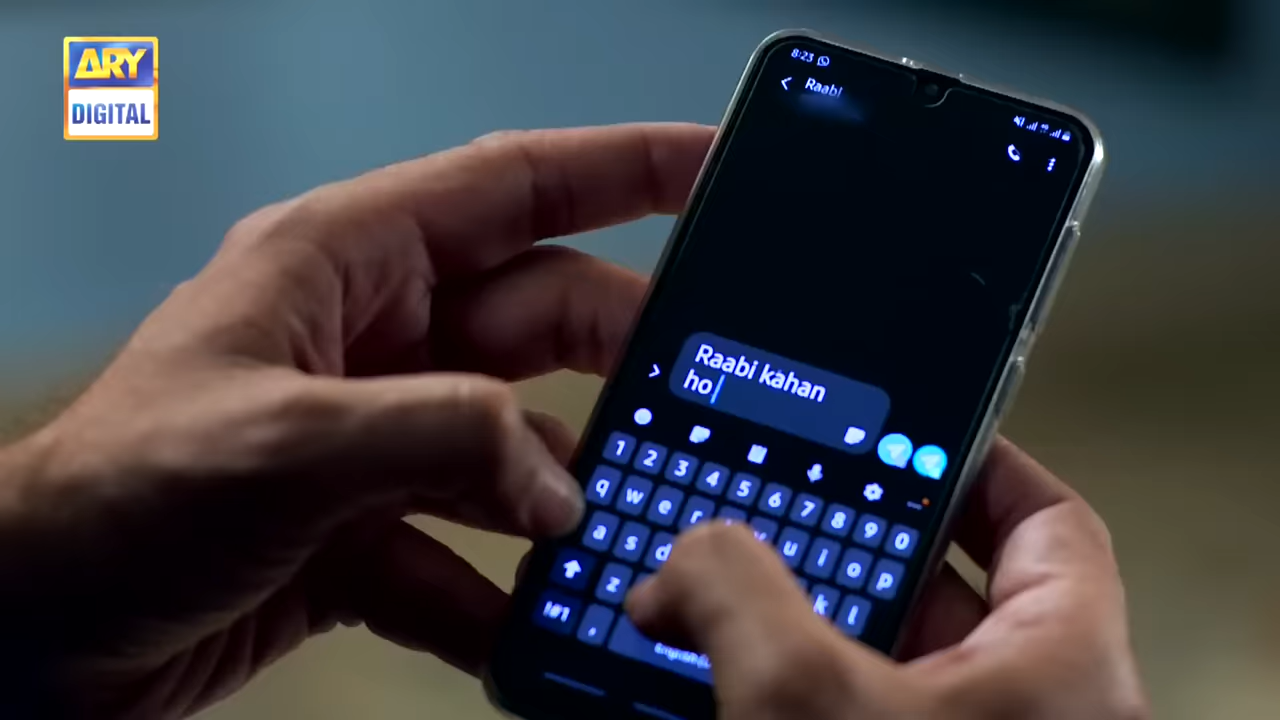 ARY
DIGITAL
8:23
Raabi
Raabi kahan
ho
1 2 3 4 5 6 7 8 9 0
q w e r u i o p
a s d k l
z
!#1 ,